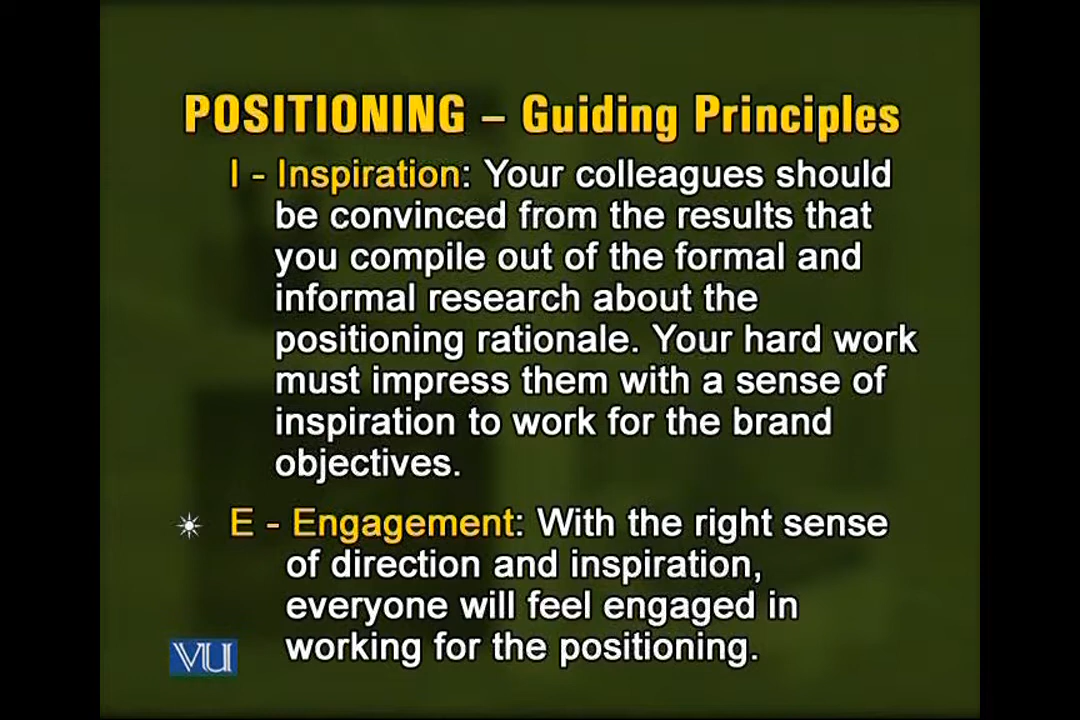 POSITIONING – Guiding Principles
I - Inspiration: Your colleagues should
be convinced from the results that
you compile out of the formal and
informal research about the
positioning rationale. Your hard work
must impress them with a sense of
inspiration to work for the brand
objectives.
E - Engagement: With the right sense
of direction and inspiration,
everyone will feel engaged in
working for the positioning.
VU